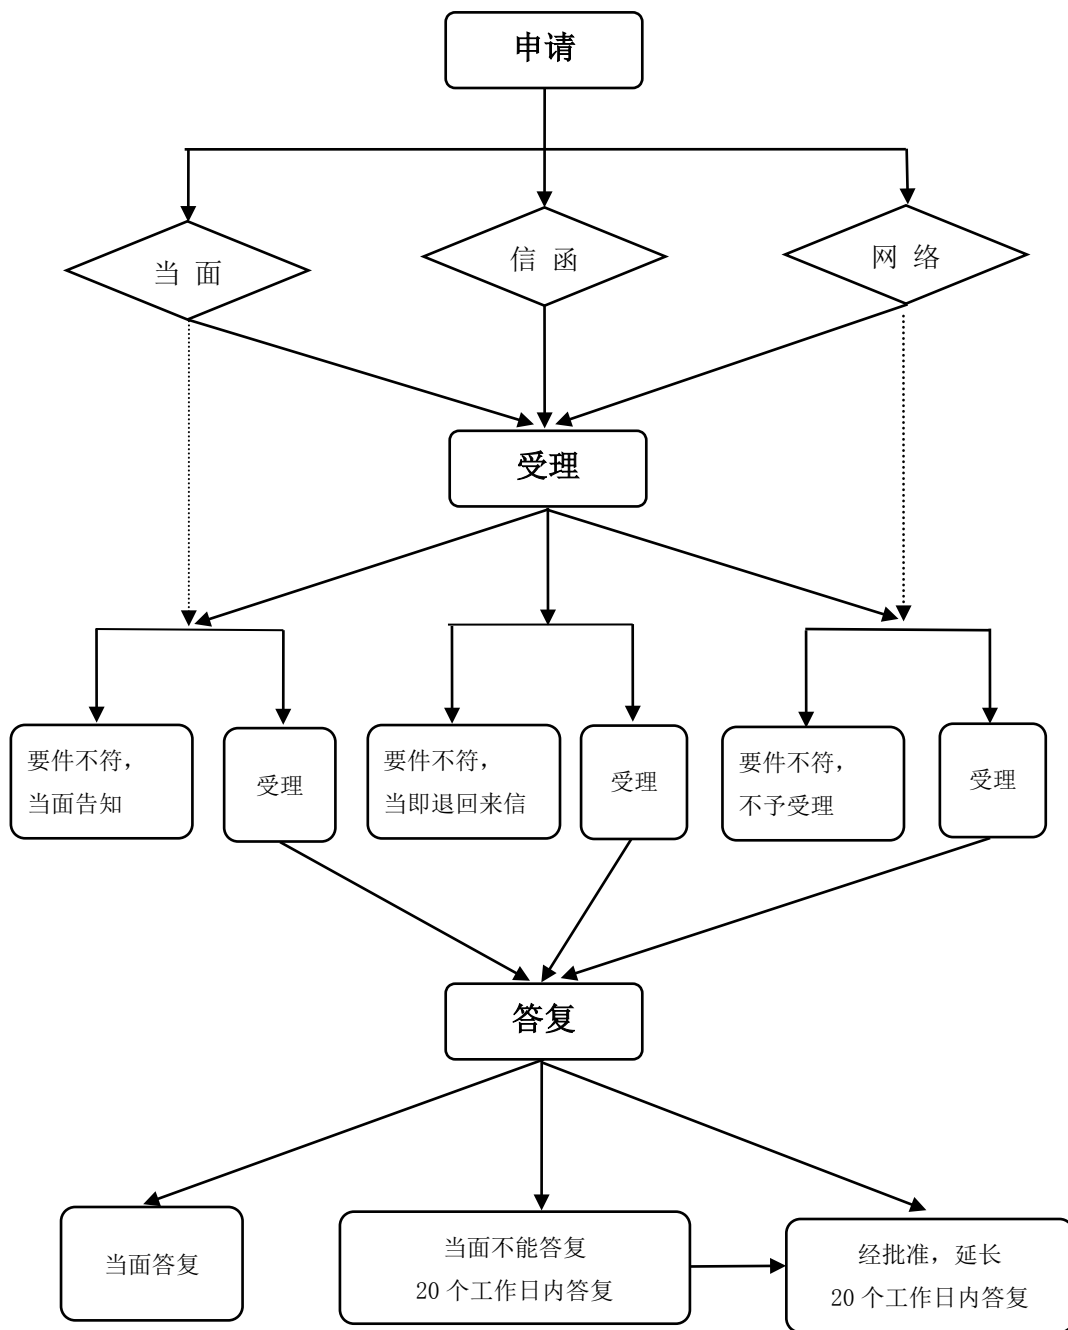 申请
当 面
信 函
网 络
受理
要件不符，
当面告知
受理
要件不符，
当即退回来信
受理
要件不符，
不予受理
受理
答复
当面答复
当面不能答复
20 个工作日内答复
经批准，延长
20 个工作日内答复